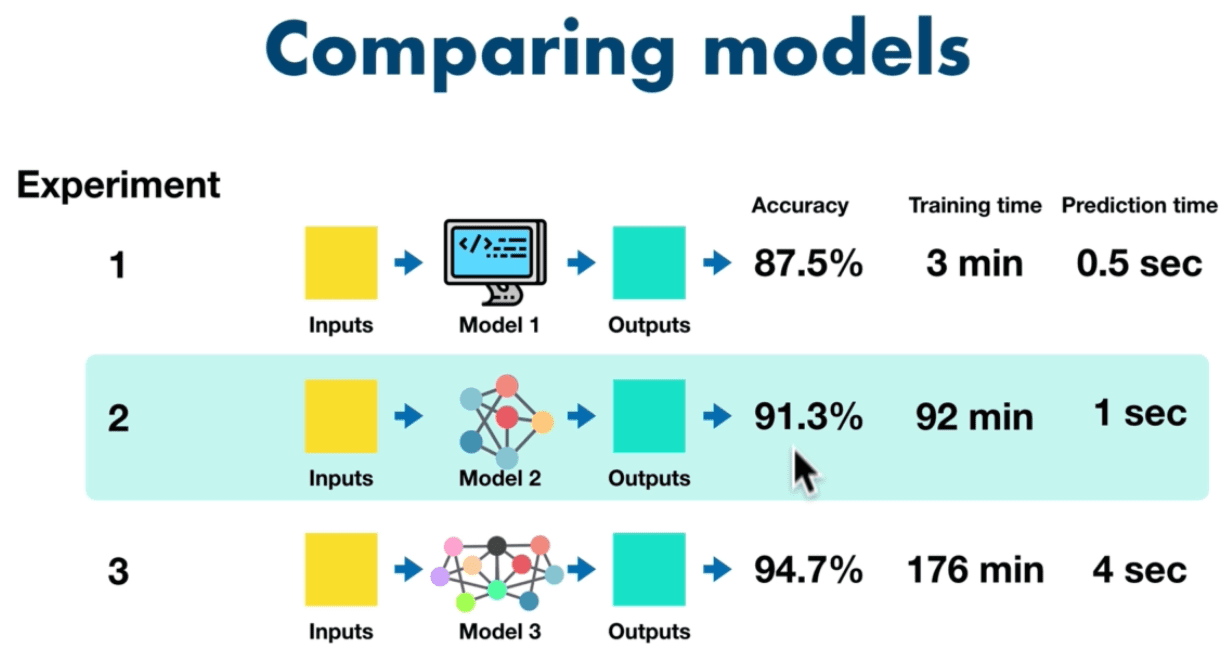 Comparing models
Experiment
Accuracy Training time Prediction time
1 </> 87.5% 3 min 0.5 sec
Inputs Model 1 Outputs
2 91.3% 92 min 1 sec
Inputs Model 2 Outputs
3 94.7% 176 min 4 sec
Inputs Model 3 Outputs